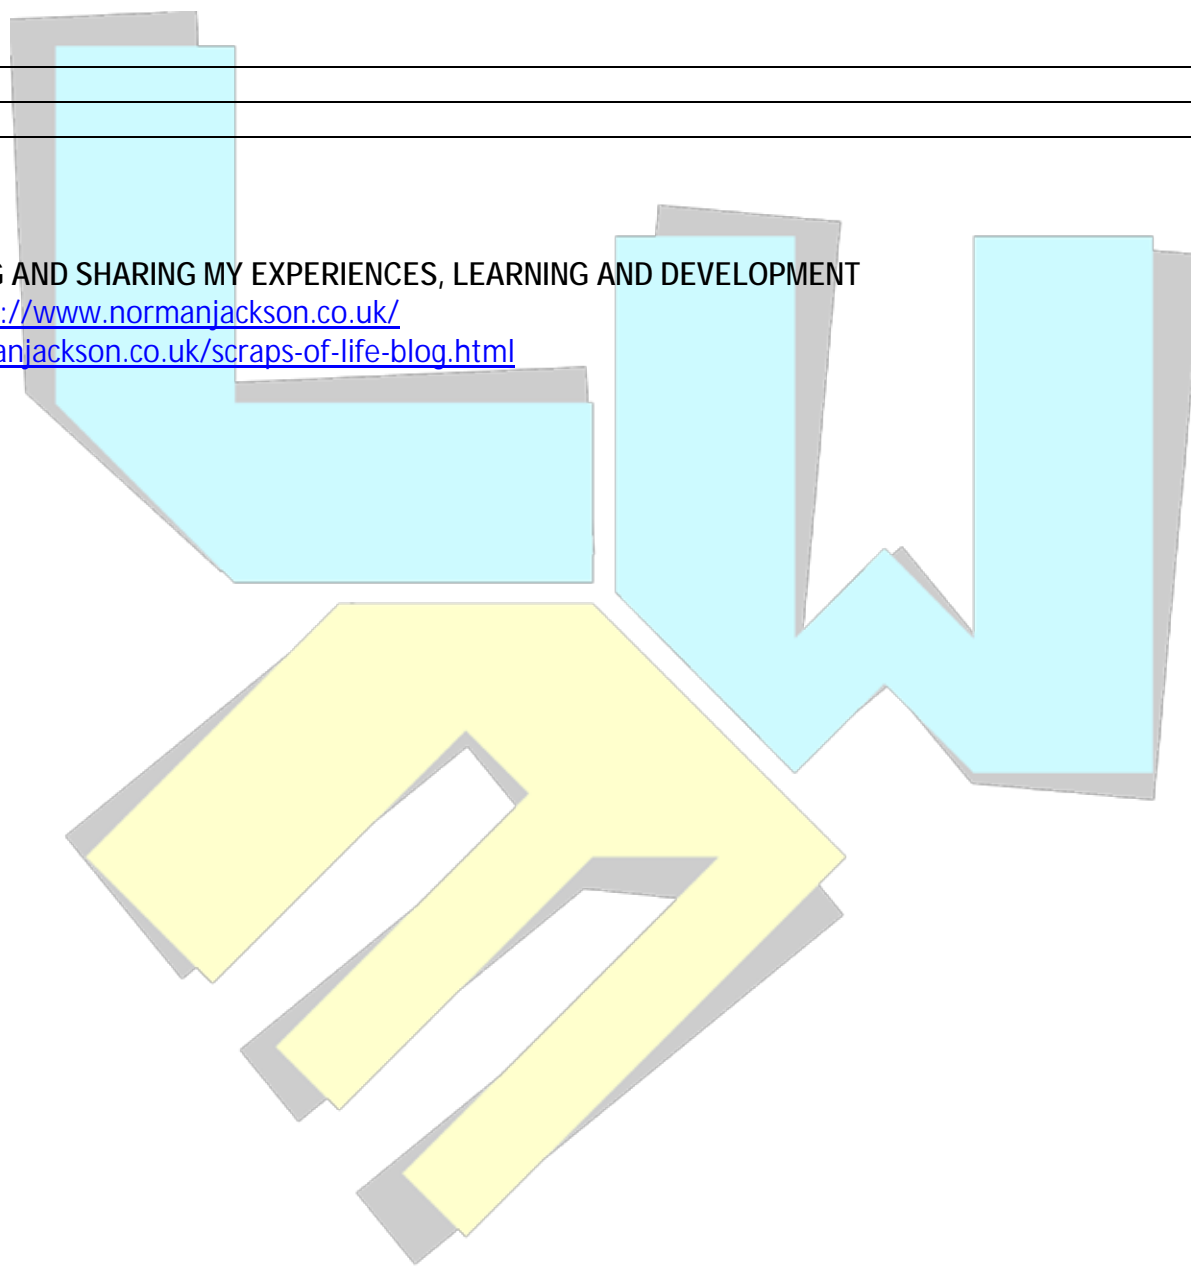 G AND SHARING MY EXPERIENCES, LEARNING AND DEVELOPMENT
://www.normanjackson.co.uk/
anjackson.co.uk/scraps-of-life-blog.html